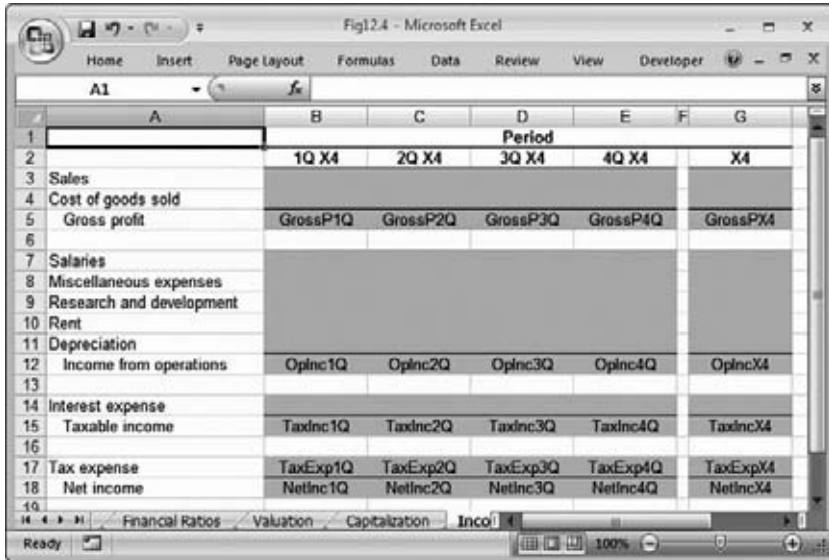 Fig12.4 - Microsoft Excel
Home Insert Page Layout Formulas Data Review View Developer
A1 fx
A B C D E F G
1 Period
2 1Q X4 2Q X4 3Q X4 4Q X4 X4
3 Sales
4 Cost of goods sold
5 Gross profit GrossP1Q GrossP2Q GrossP3Q GrossP4Q GrossPX4
6
7 Salaries
8 Miscellaneous expenses
9 Research and development
10 Rent
11 Depreciation
12 Income from operations OpInc1Q OpInc2Q OpInc3Q OpInc4Q OpIncX4
13
14 Interest expense
15 Taxable income TaxInc1Q TaxInc2Q TaxInc3Q TaxInc4Q TaxIncX4
16
17 Tax expense TaxExp1Q TaxExp2Q TaxExp3Q TaxExp4Q TaxExpX4
18 Net income NetInc1Q NetInc2Q NetInc3Q NetInc4Q NetIncX4
19
Financial Ratios Valuation Capitalization Inco
Ready 100%